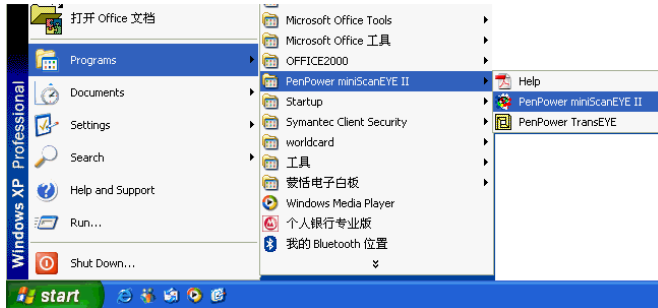 打开 Office 文档
Programs
Documents
Settings
Search
Help and Support
Run...
Shut Down...
Windows XP Professional
Microsoft Office Tools
Microsoft Office 工具
OFFICE2000
PenPower miniScanEYE II
Startup
Symantec Client Security
worldcard
工具
蒙恬电子白板
Windows Media Player
个人银行专业版
我的 Bluetooth 位置
Help
PenPower miniScanEYE II
PenPower TransEYE
start